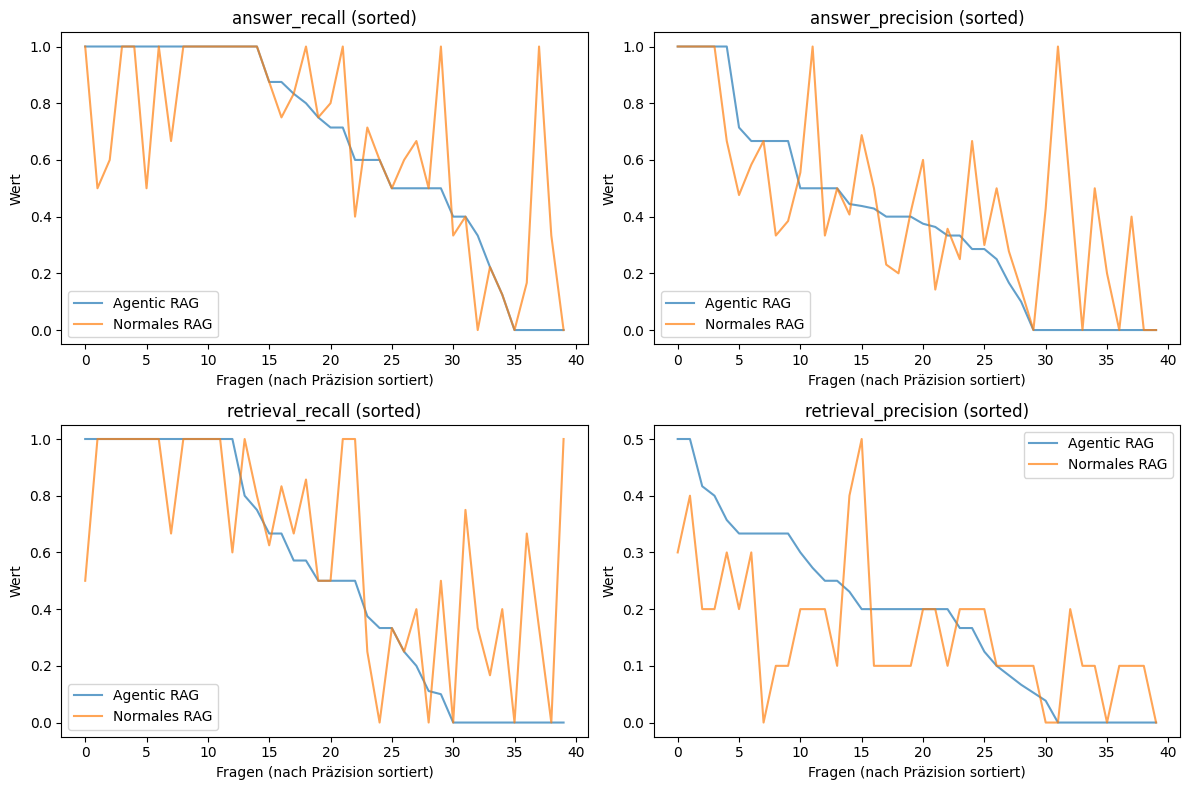 answer_recall (sorted)
Wert
1.0
0.8
0.6
0.4
0.2
0.0
Agentic RAG
Normales RAG
0 5 10 15 20 25 30 35 40
Fragen (nach Präzision sortiert)
answer_precision (sorted)
Wert
1.0
0.8
0.6
0.4
0.2
0.0
Agentic RAG
Normales RAG
0 5 10 15 20 25 30 35 40
Fragen (nach Präzision sortiert)
retrieval_recall (sorted)
Wert
1.0
0.8
0.6
0.4
0.2
0.0
Agentic RAG
Normales RAG
0 5 10 15 20 25 30 35 40
Fragen (nach Präzision sortiert)
retrieval_precision (sorted)
Wert
0.5
0.4
0.3
0.2
0.1
0.0
Agentic RAG
Normales RAG
0 5 10 15 20 25 30 35 40
Fragen (nach Präzision sortiert)